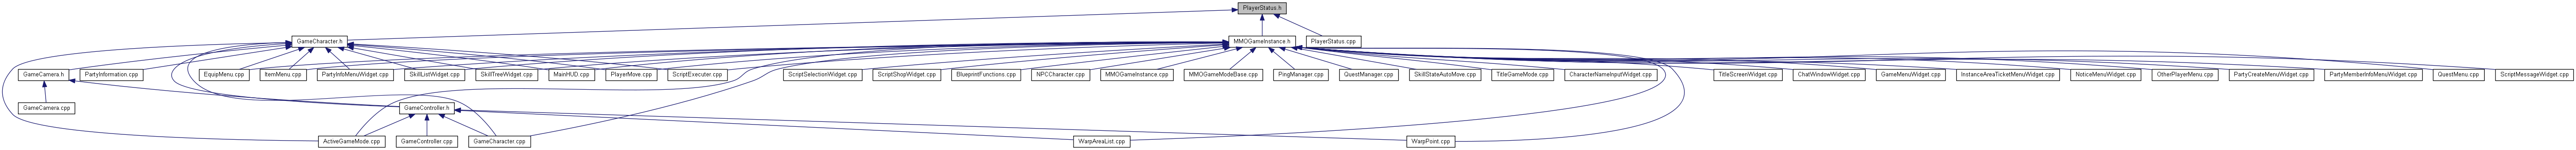 PlayerStatus.h
GameCharacter.h
MMOGameInstance.h
PlayerStatus.cpp
GameCamera.h
PartyInformation.cpp
EquipMenu.cpp
ItemMenu.cpp
PartyInfoMenuWidget.cpp
SkillListWidget.cpp
SkillTreeWidget.cpp
MainHUD.cpp
PlayerMove.cpp
ScriptExecuter.cpp
ScriptSelectionWidget.cpp
ScriptShopWidget.cpp
BlueprintFunctions.cpp
NPCCharacter.cpp
MMOGameInstance.cpp
MMOGameModeBase.cpp
PingManager.cpp
QuestManager.cpp
SkillStateAutoMove.cpp
TitleGameMode.cpp
CharacterNameInputWidget.cpp
TitleScreenWidget.cpp
ChatWindowWidget.cpp
GameMenuWidget.cpp
InstanceAreaTicketMenuWidget.cpp
NoticeMenuWidget.cpp
OtherPlayerMenu.cpp
PartyCreateMenuWidget.cpp
PartyMemberInfoMenuWidget.cpp
QuestMenu.cpp
ScriptMessageWidget.cpp
GameCamera.cpp
GameController.h
ActiveGameMode.cpp
GameController.cpp
GameCharacter.cpp
WarpAreaList.cpp
WarpPoint.cpp